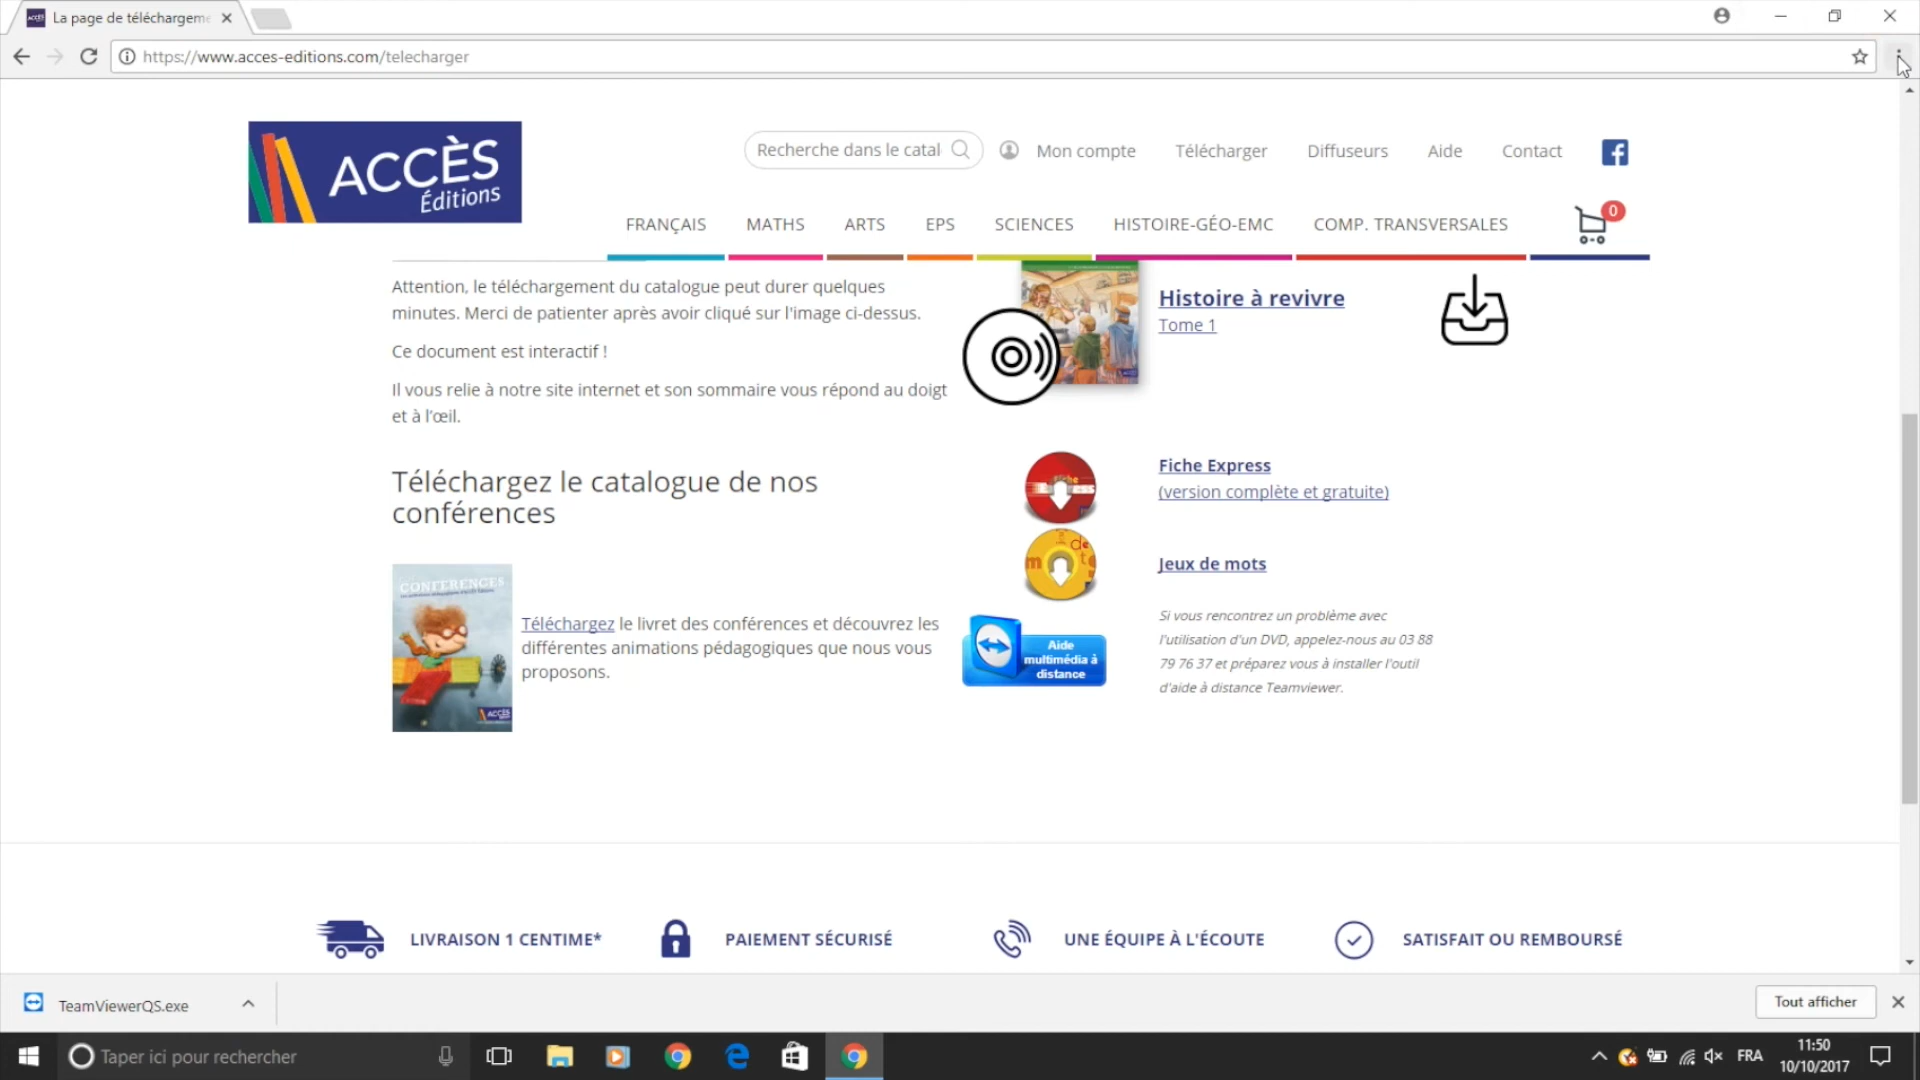 La page de téléchargeme
https://www.acces-editions.com/telecharger
ACCÈS
Éditions
Recherche dans le catal
Mon compte
Télécharger
Diffuseurs
Aide
Contact
FRANÇAIS
MATHS
ARTS
EPS
SCIENCES
HISTOIRE-GÉO-EMC
COMP. TRANSVERSALES
0
Attention, le téléchargement du catalogue peut durer quelques
minutes. Merci de patienter après avoir cliqué sur l'image ci-dessus.
Ce document est interactif !
Il vous relie à notre site internet et son sommaire vous répond au doigt
et à l'œil.
Histoire à revivre
Tome 1
Téléchargez le catalogue de nos
conférences
Fiche Express
(version complète et gratuite)
Jeux de mots
CONFERENCES
ACCÈS
Téléchargez le livret des conférences et découvrez les
différentes animations pédagogiques que nous vous
proposons.
Aide
multimédia à
distance
Si vous rencontrez un problème avec
l'utilisation d'un DVD, appelez-nous au 03 88
79 76 37 et préparez vous à installer l'outil
d'aide à distance Teamviewer.
LIVRAISON 1 CENTIME*
PAIEMENT SÉCURISÉ
UNE ÉQUIPE À L'ÉCOUTE
SATISFAIT OU REMBOURSÉ
TeamViewerQS.exe
Tout afficher
Taper ici pour rechercher
FRA
11:50
10/10/2017